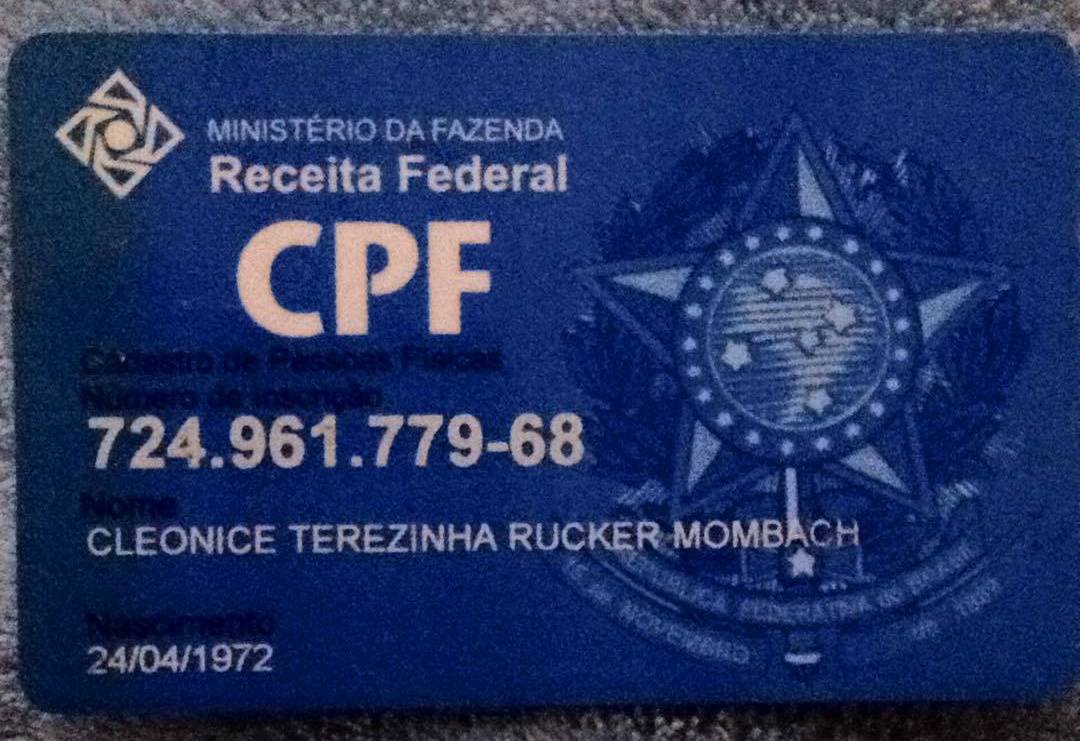 MINISTÉRIO DA FAZENDA
Receita Federal
CPF
Cadastro de Pessoas Físicas
Número de Inscrição
724.961.779-68
Nome
CLEONICE TEREZINHA RUCKER MOMBACH
Nascimento
24/04/1972